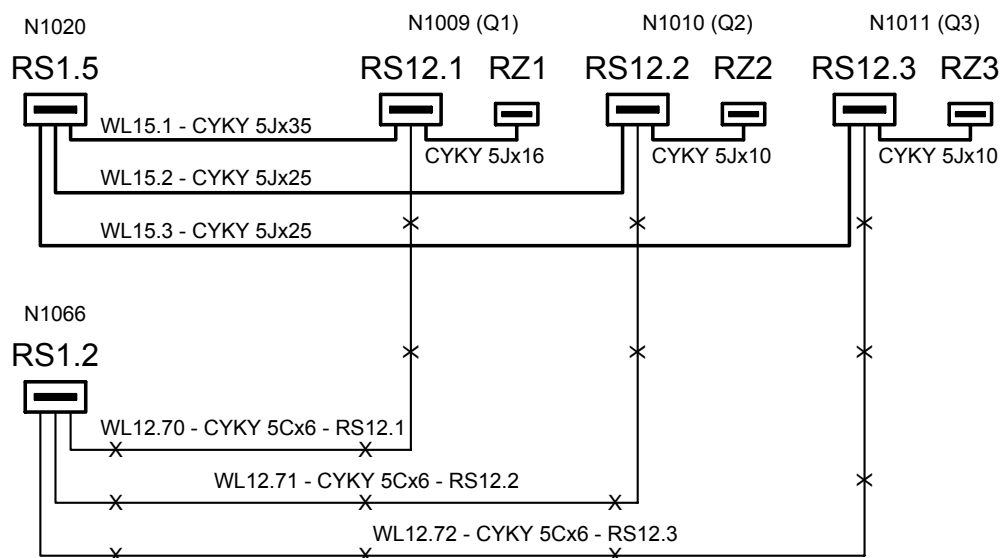 N1020
N1009 (Q1)
N1010 (Q2)
N1011 (Q3)
RS1.5
RS12.1 RZ1
RS12.2 RZ2
RS12.3 RZ3
WL15.1 - CYKY 5Jx35
CYKY 5Jx16
CYKY 5Jx10
CYKY 5Jx10
WL15.2 - CYKY 5Jx25
WL15.3 - CYKY 5Jx25
N1066
RS1.2
WL12.70 - CYKY 5Cx6 - RS12.1
WL12.71 - CYKY 5Cx6 - RS12.2
WL12.72 - CYKY 5Cx6 - RS12.3